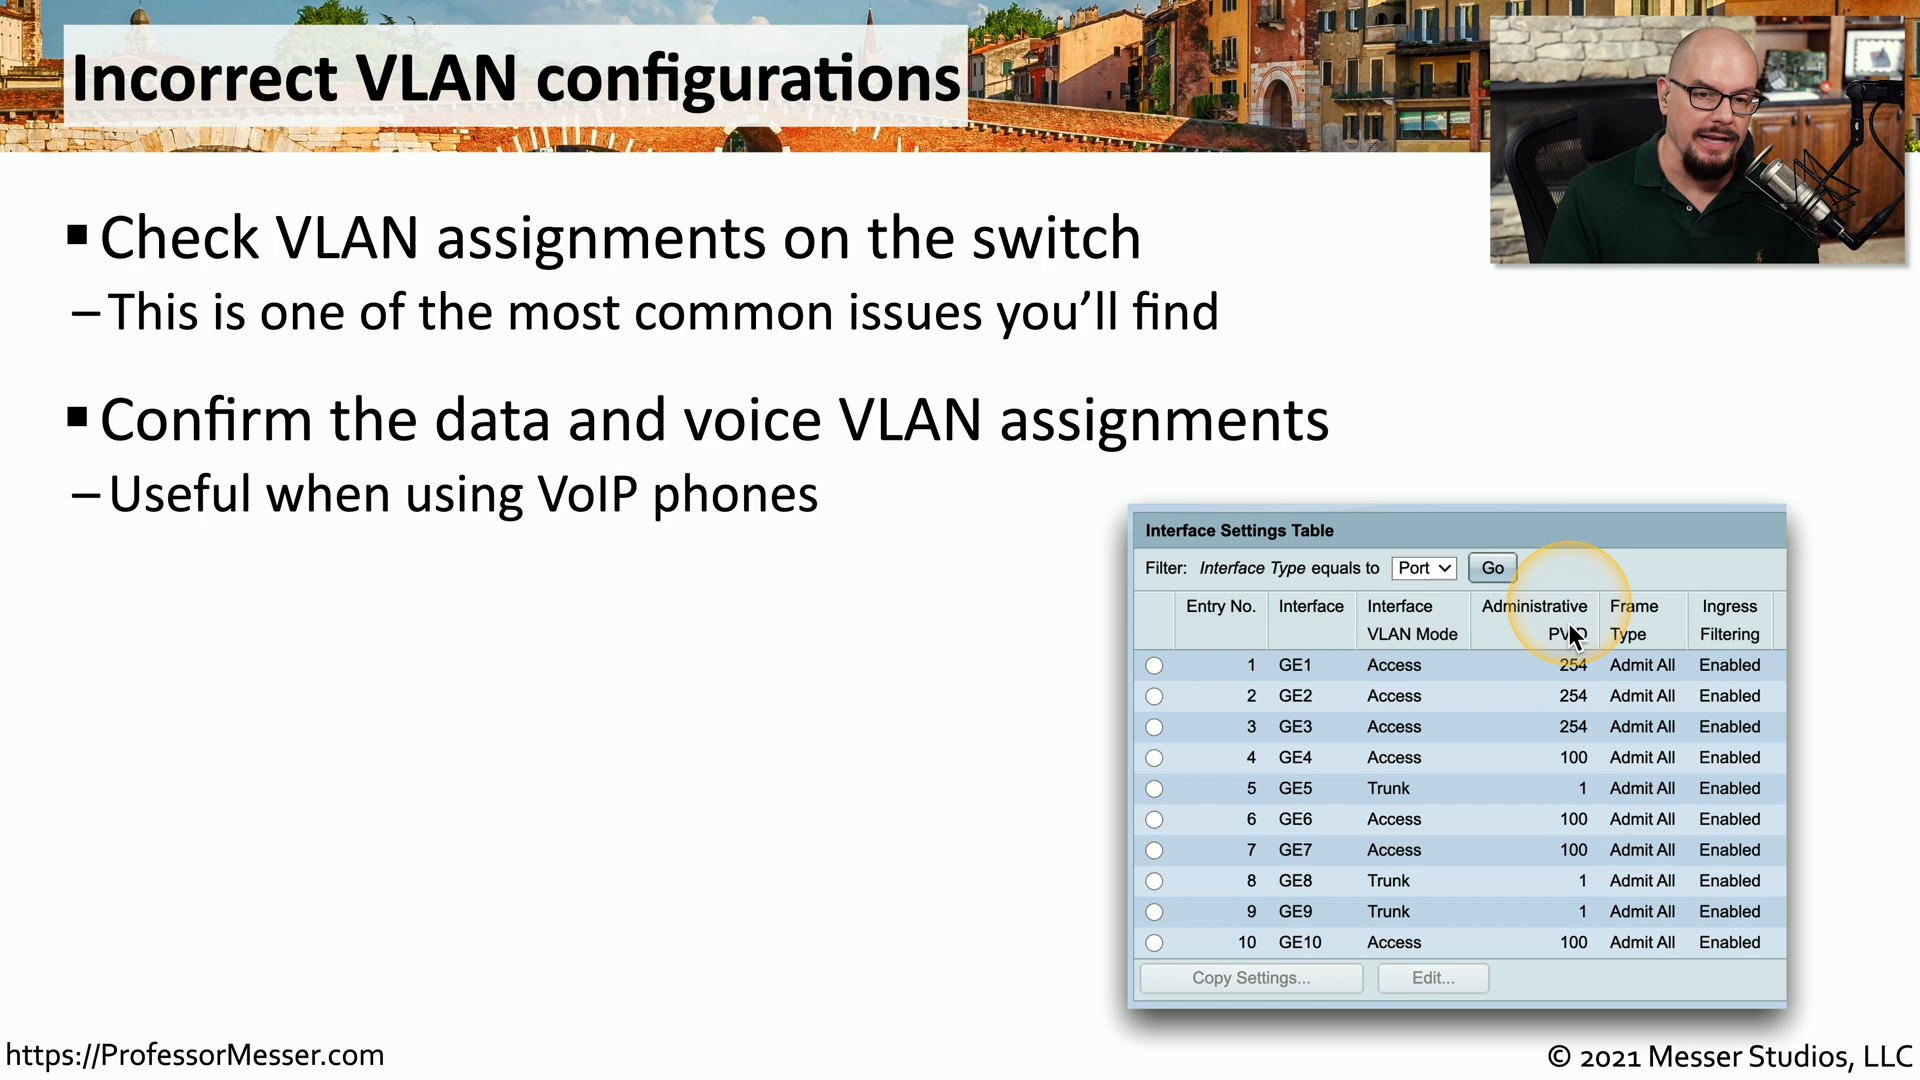 Incorrect VLAN configurations
▪ Check VLAN assignments on the switch
– This is one of the most common issues you’ll find
▪ Confirm the data and voice VLAN assignments
– Useful when using VoIP phones
Interface Settings Table
Filter: Interface Type equals to Port Go
Entry No. Interface Interface VLAN Mode Administrative PVID Frame Type Ingress Filtering
1 GE1 Access 254 Admit All Enabled
2 GE2 Access 254 Admit All Enabled
3 GE3 Access 254 Admit All Enabled
4 GE4 Access 100 Admit All Enabled
5 GE5 Trunk 1 Admit All Enabled
6 GE6 Access 100 Admit All Enabled
7 GE7 Access 100 Admit All Enabled
8 GE8 Trunk 1 Admit All Enabled
9 GE9 Trunk 1 Admit All Enabled
10 GE10 Access 100 Admit All Enabled
Copy Settings... Edit...
https://ProfessorMesser.com
© 2021 Messer Studios, LLC